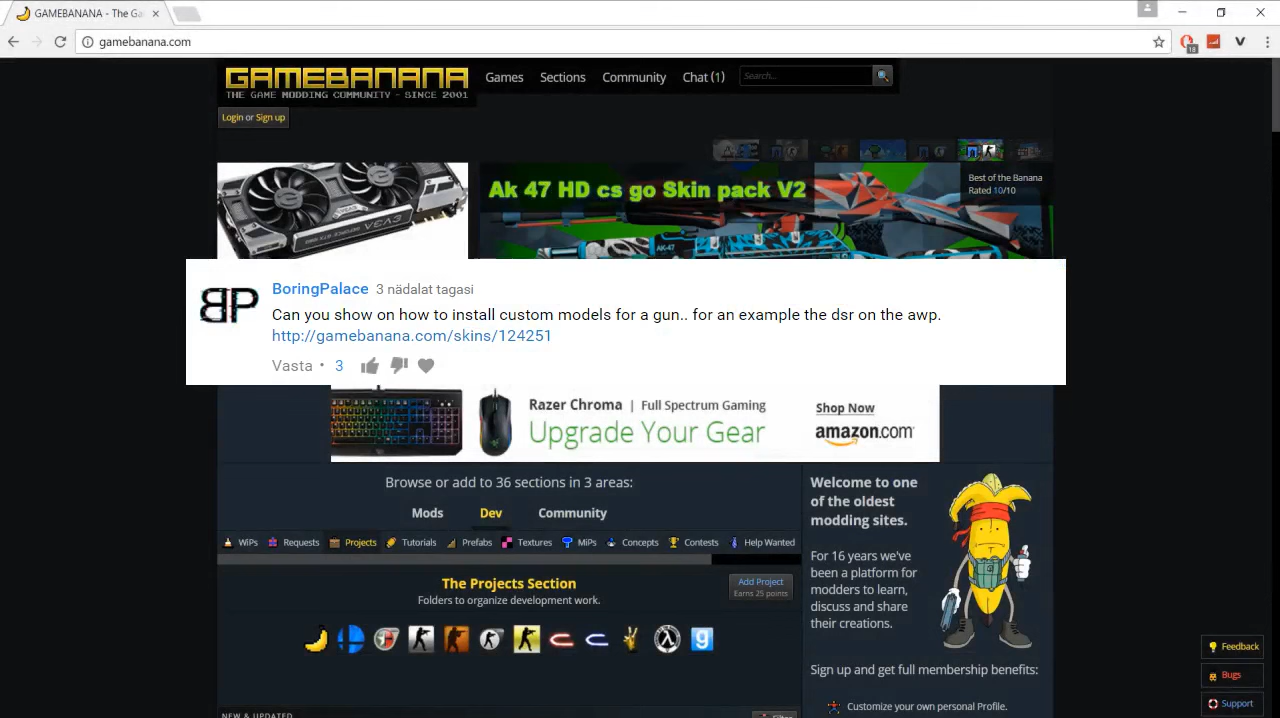 GAMEBANANA - The Ga
gamebanana.com
18
GAMEBANANA
THE GAME MODDING COMMUNITY - SINCE 2001
Games
Sections
Community
Chat (1)
Search...
Login or Sign up
Ak 47 HD cs go Skin pack V2
Best of the Banana
Rated 10/10
AK-47
BP
BoringPalace 3 nädalat tagasi
Can you show on how to install custom models for a gun.. for an example the dsr on the awp.
http://gamebanana.com/skins/124251
Vasta • 3
Razer Chroma | Full Spectrum Gaming
Upgrade Your Gear
Shop Now
amazon.com
Browse or add to 36 sections in 3 areas:
Mods
Dev
Community
WiPs
Requests
Projects
Tutorials
Prefabs
Textures
MiPs
Concepts
Contests
Help Wanted
The Projects Section
Folders to organize development work.
Add Project
Earns 25 points
NEW & UPDATED
Filter
Welcome to one
of the oldest
modding sites.
For 16 years we've
been a platform for
modders to learn,
discuss and share
their creations.
Sign up and get full membership benefits:
Customize your own personal Profile.
Feedback
Bugs
Support